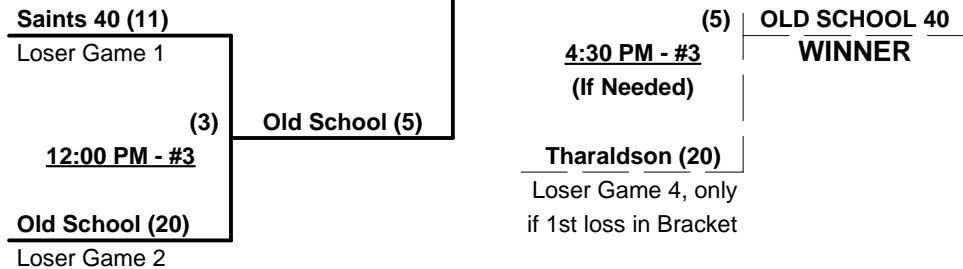 Saints 40 (11)
Loser Game 1
(3)
12:00 PM - #3
Old School (5)
Old School (20)
Loser Game 2
(5)
4:30 PM - #3
(If Needed)
OLD SCHOOL 40
WINNER
Tharaldson (20)
Loser Game 4, only
if 1st loss in Bracket